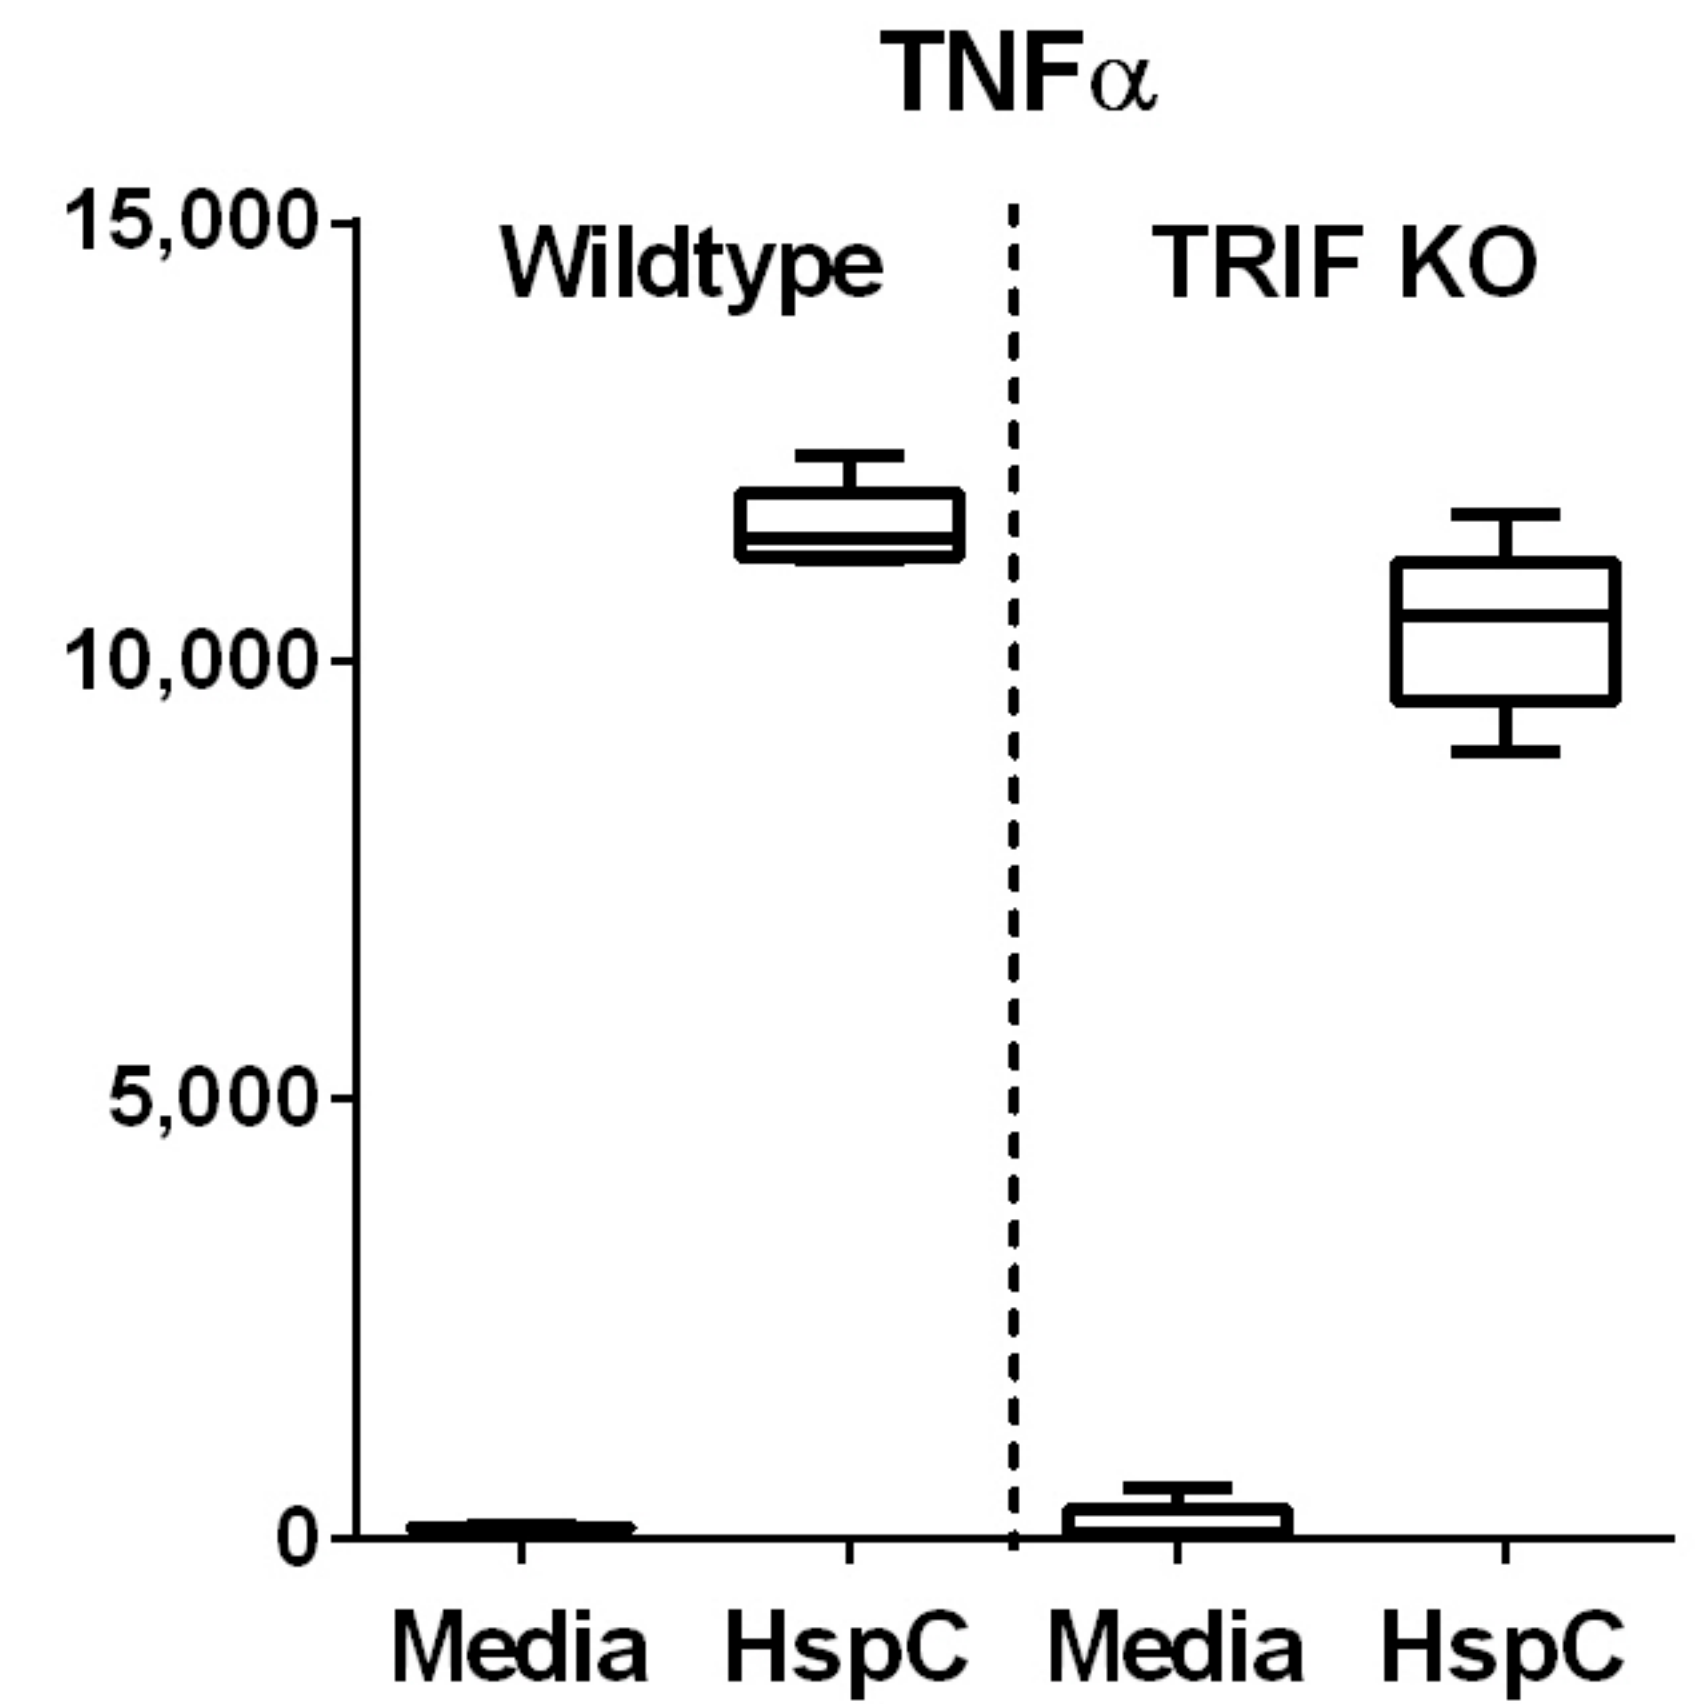 TNFα
15,000
Wildtype
TRIF KO
10,000
5,000
0
Media HspC Media HspC